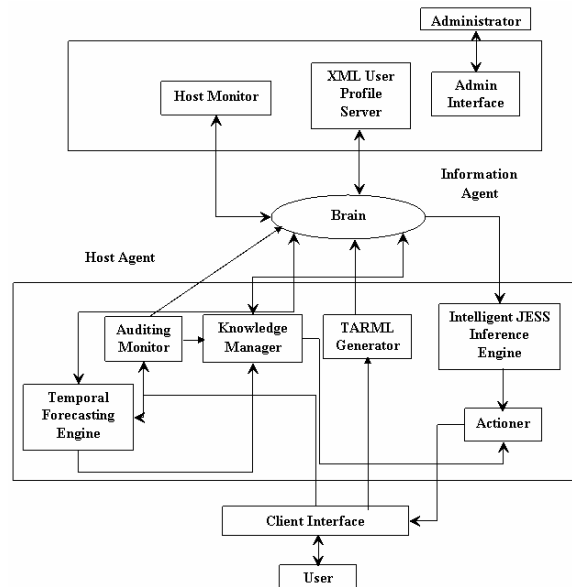 Administrator
XML User
Profile
Server
Host Monitor
Admin
Interface
Information
Agent
Brain
Host Agent
Auditing
Monitor
Knowledge
Manager
TARML
Generator
Intelligent JESS
Inference
Engine
Temporal
Forecasting
Engine
Actioner
Client Interface
User